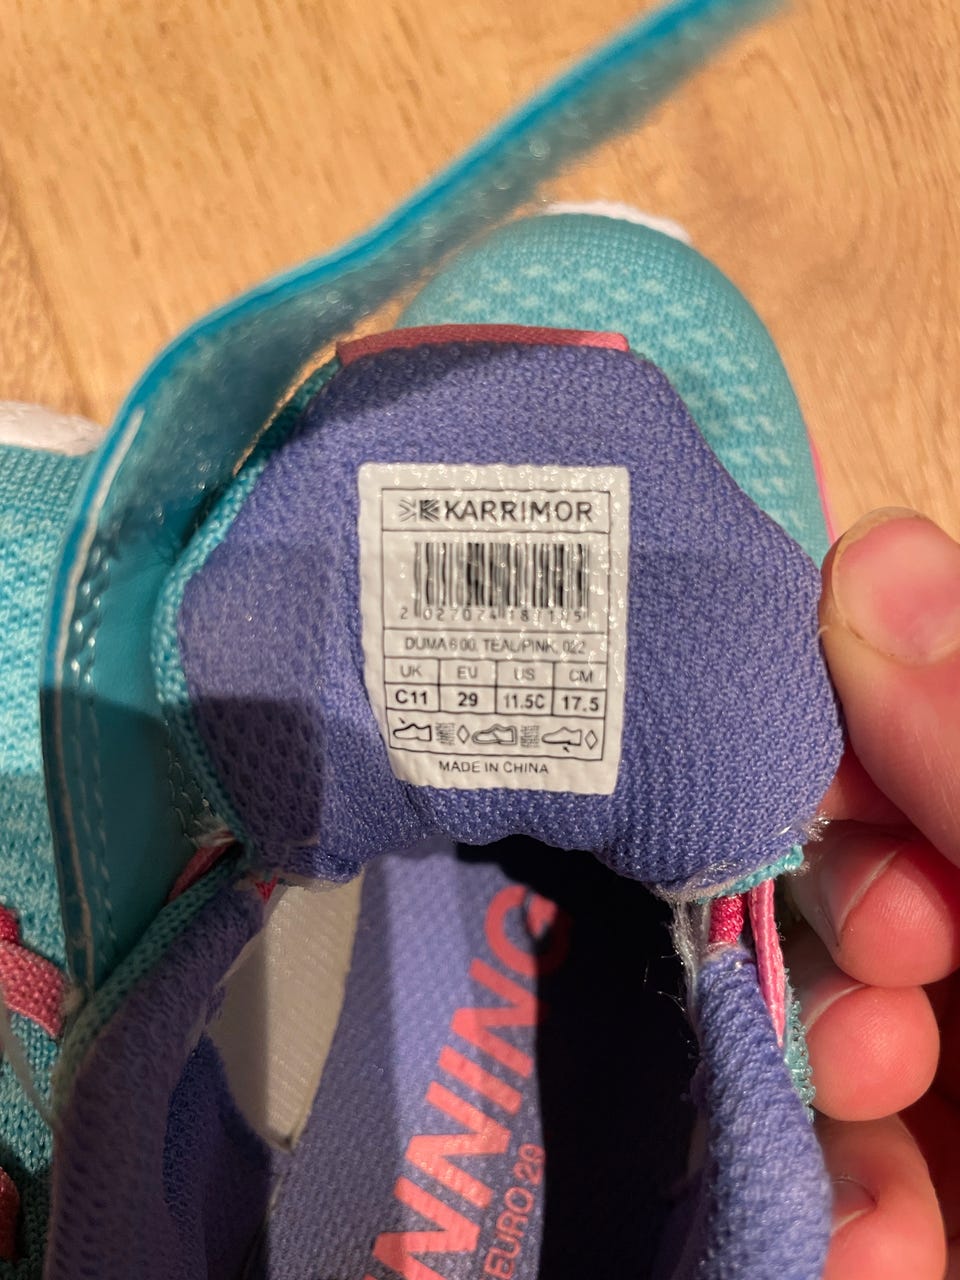 KARRIMOR
DUMA 6 00, TEAL/PINK, 022
UK EU US CM
C11 29 11.5C 17.5
MADE IN CHINA
NNING
EURO 29